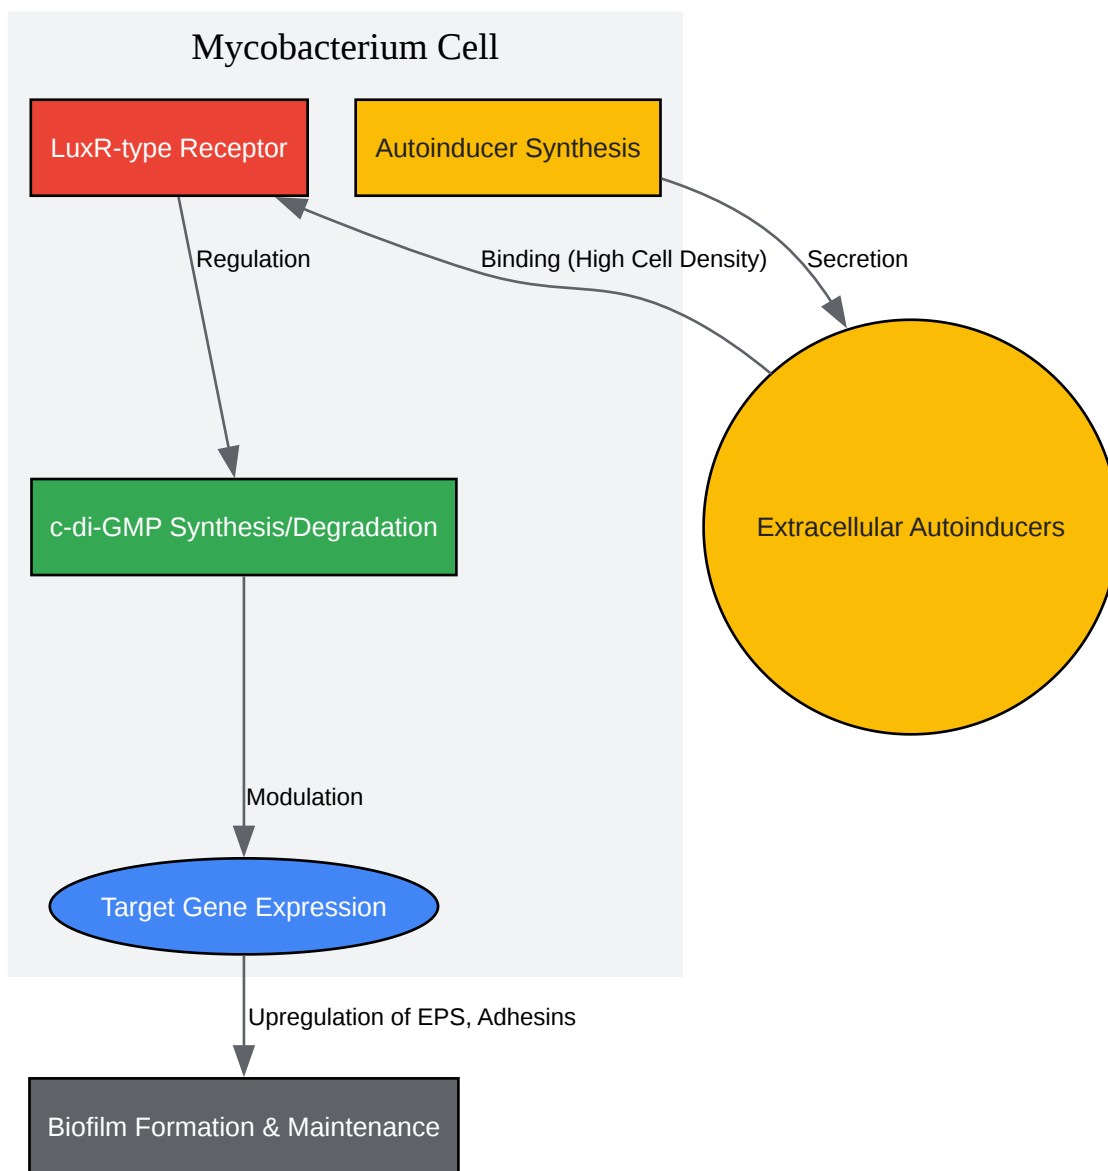 Mycobacterium Cell
LuxR-type Receptor
Autoinducer Synthesis
Regulation
Binding (High Cell Density)
Secretion
c-di-GMP Synthesis/Degradation
Extracellular Autoinducers
Modulation
Target Gene Expression
Upregulation of EPS, Adhesins
Biofilm Formation & Maintenance